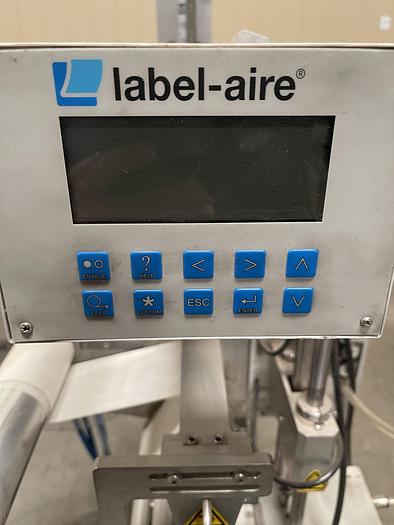 label-aire®
ENABLE
? HELP
< > ∧
FEED
* CUSTOM
ESC
ENTER
∨